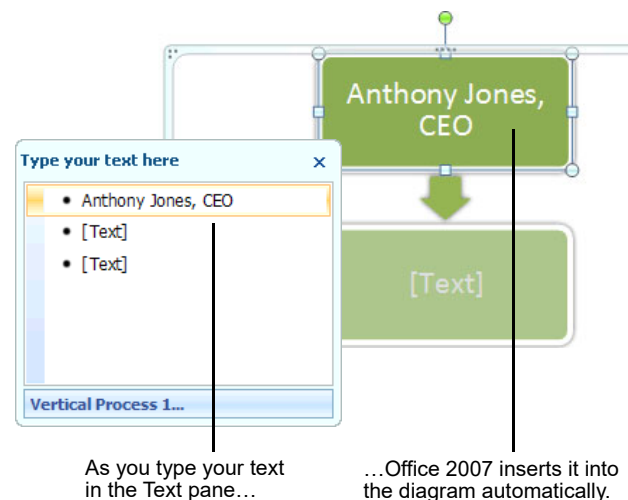 Anthony Jones,
CEO
Type your text here
×
• Anthony Jones, CEO
• [Text]
• [Text]
[Text]
Vertical Process 1...
As you type your text
in the Text pane…
…Office 2007 inserts it into
the diagram automatically.